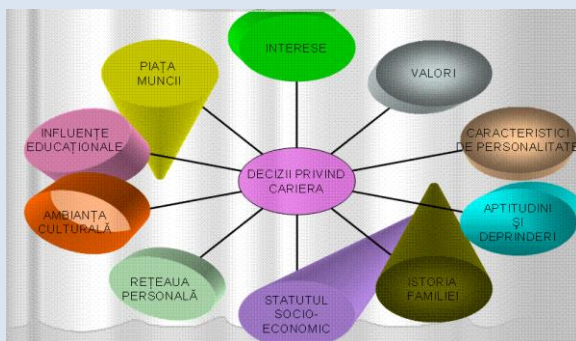 INTERESE
PIAȚA
MUNCII
VALORI
INFLUENȚE
EDUCAȚIONALE
CARACTERISTICI
DE PERSONALITATE
DECIZII PRIVIND
CARIERA
AMBIANȚA
CULTURALĂ
APTITUDINI
ȘI
DEPRINDERI
REȚEAUA
PERSONALĂ
STATUTUL
SOCIO-
ECONOMIC
ISTORIA
FAMILIEI